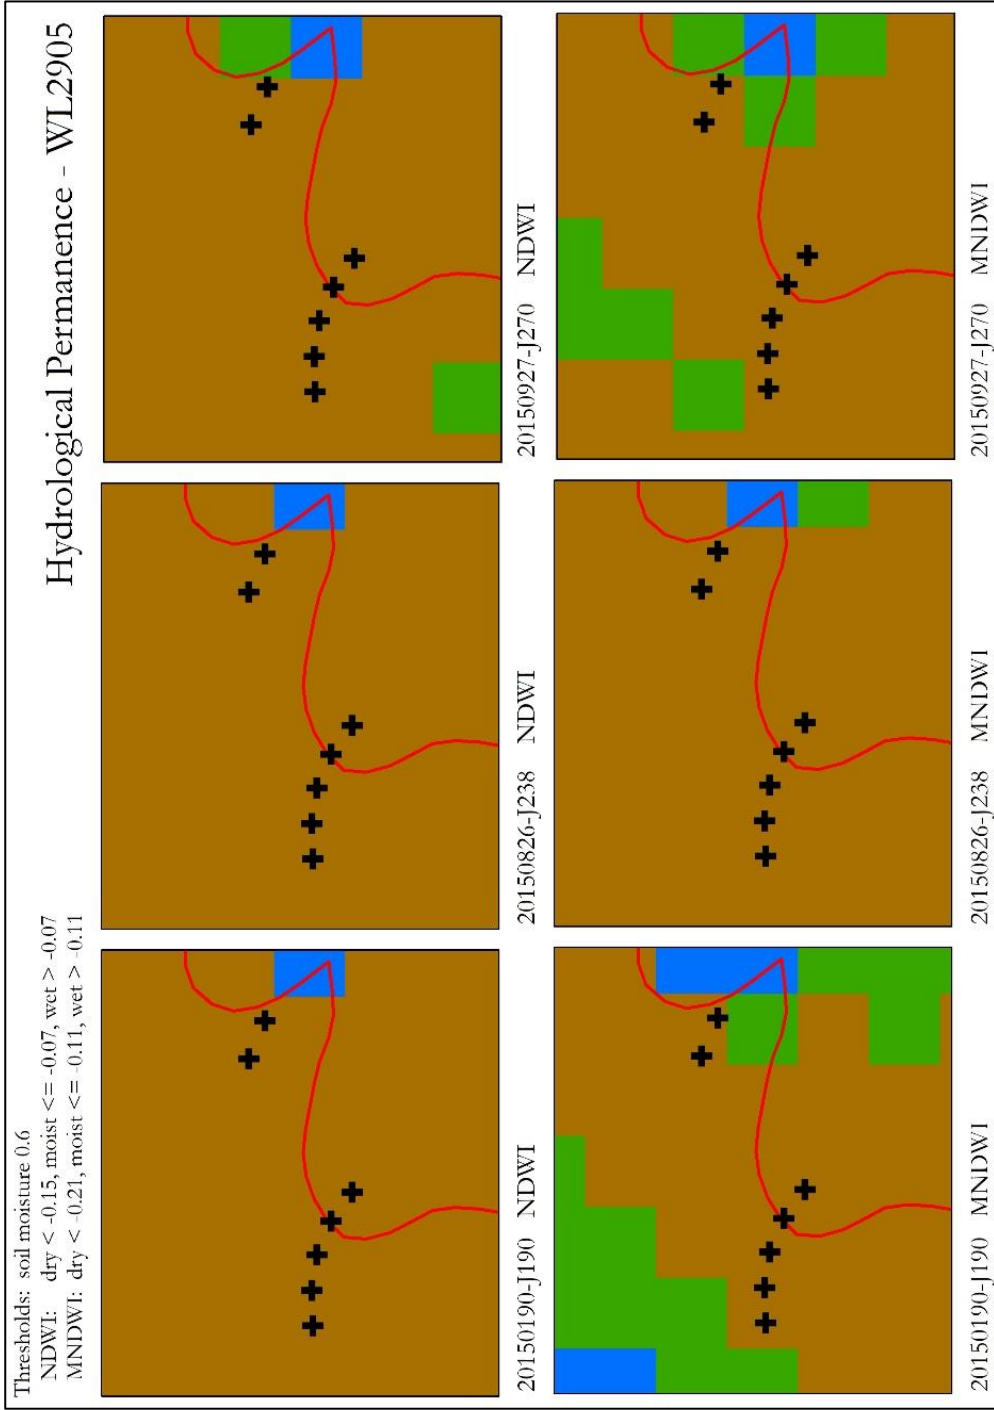 Hydrological Permanence - WL2905
Thresholds: soil moisture 0.6
NDWI: dry < -0.15, moist <= -0.07, wet > -0.07
MNDWI: dry < -0.21, moist <= -0.11, wet > -0.11
20150190-J190 NDWI
20150826-J238 NDWI
20150927-J270 NDWI
20150190-J190 MNDWI
20150826-J238 MNDWI
20150927-J270 MNDWI